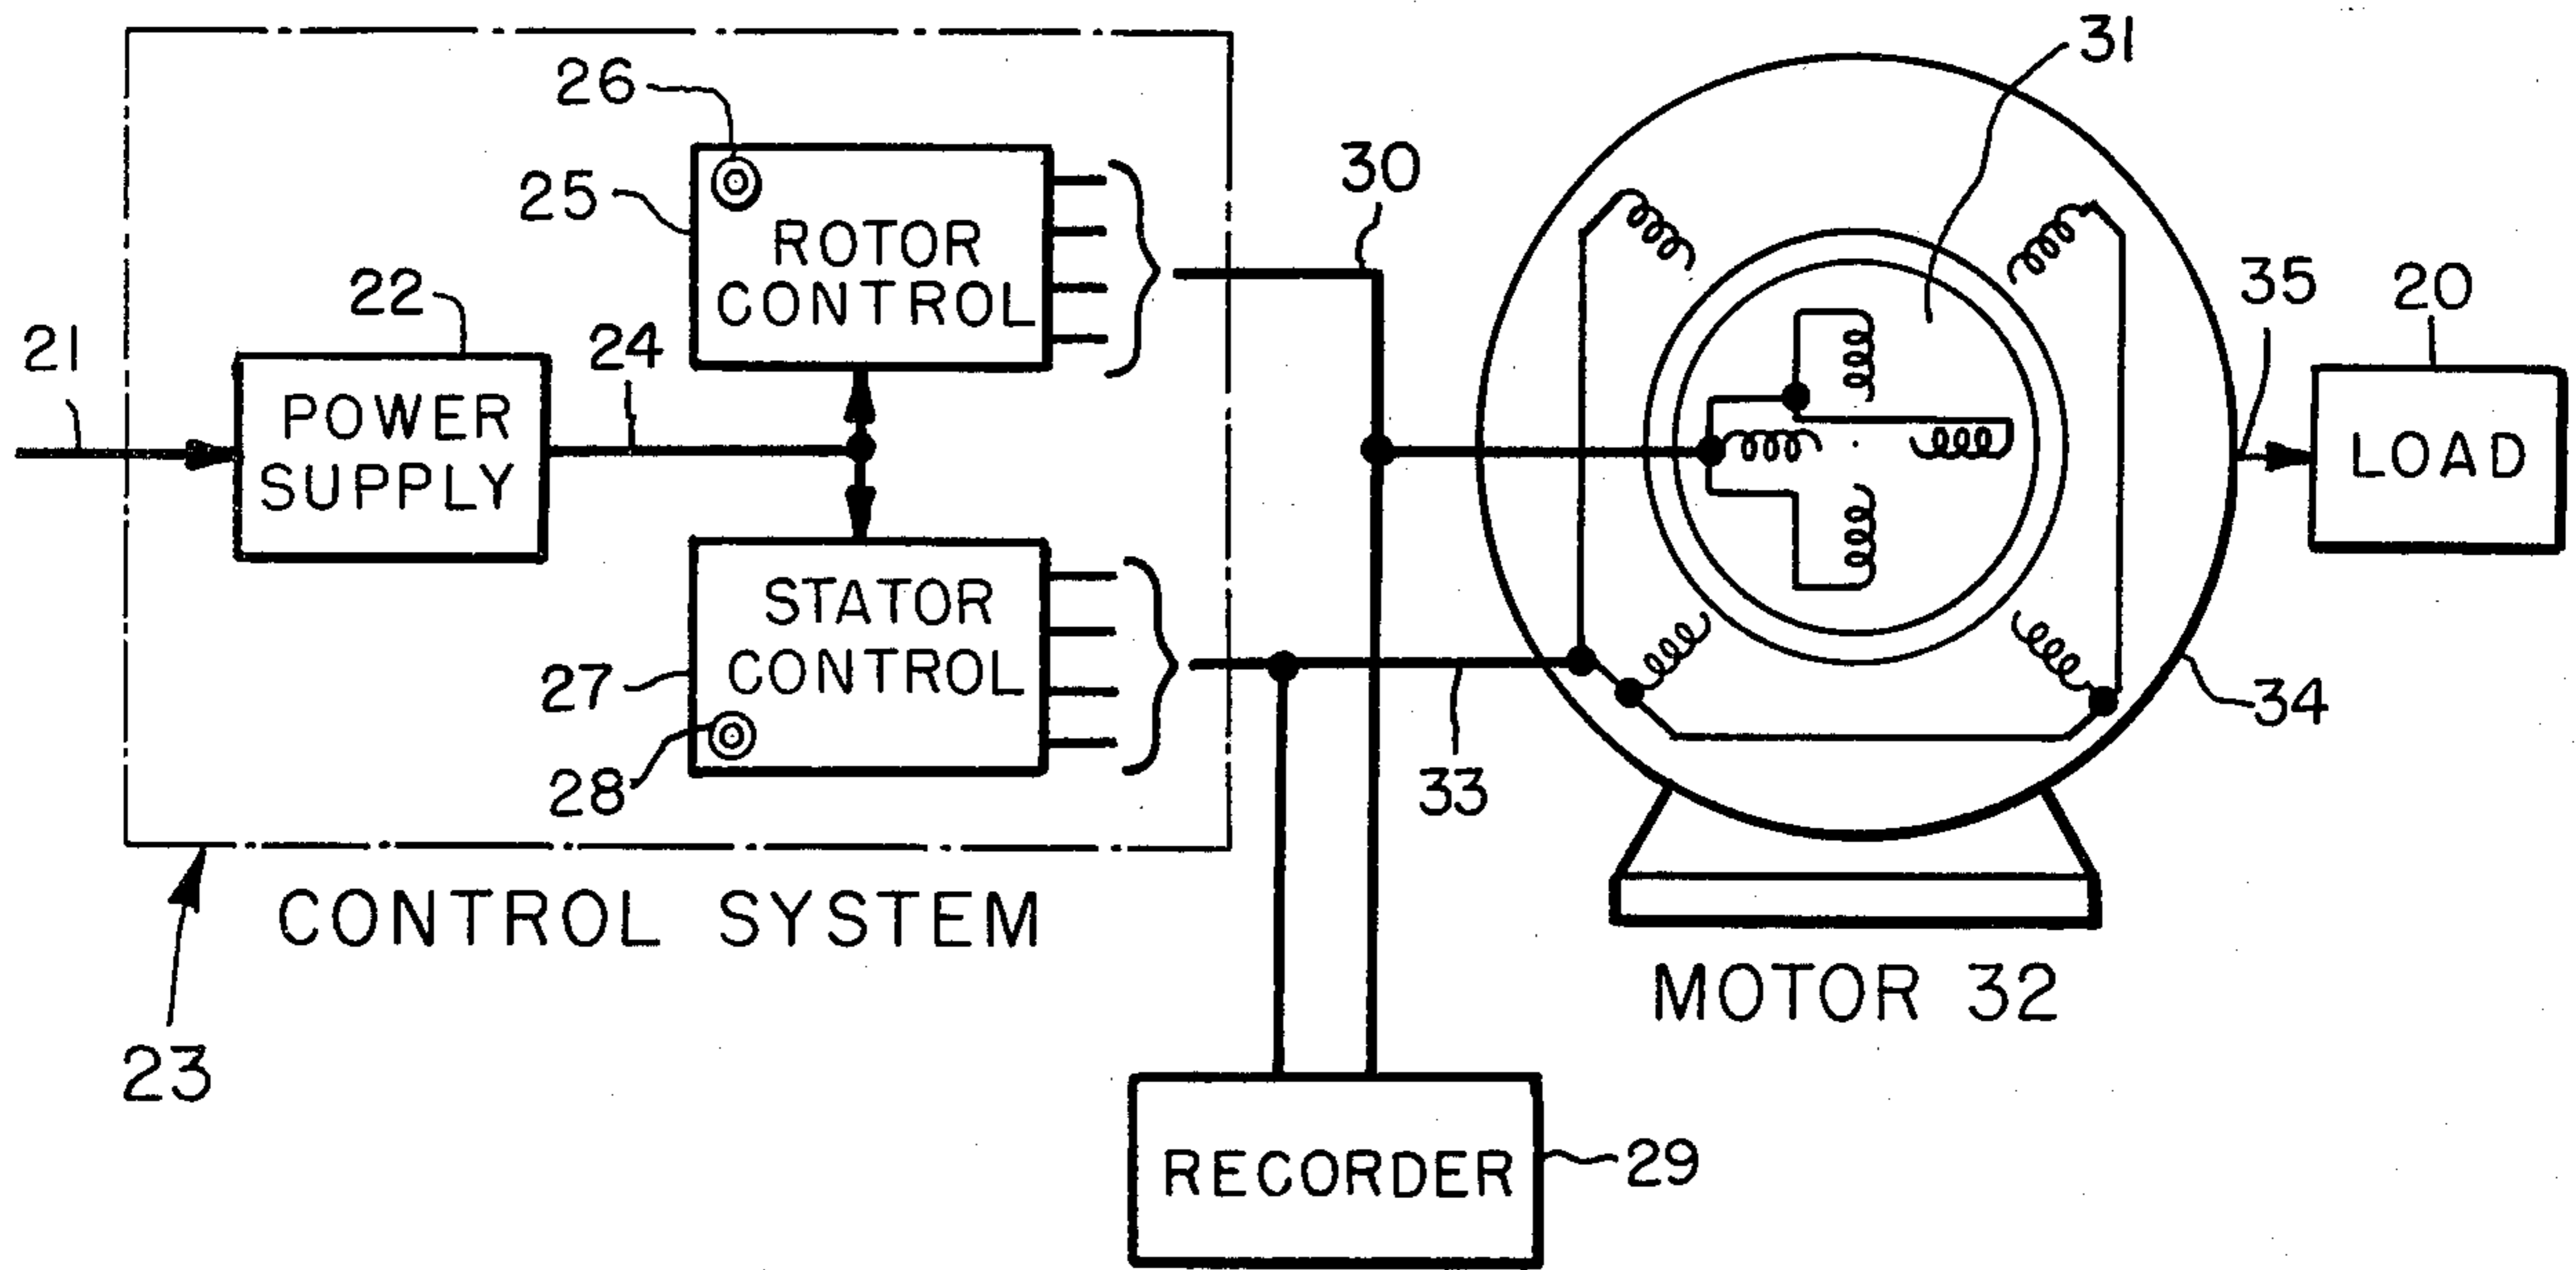 31
26
30
25
ROTOR
CONTROL
22
35
20
21
24
POWER
SUPPLY
LOAD
STATOR
CONTROL
27
34
28
33
CONTROL SYSTEM
MOTOR 32
23
RECORDER
29